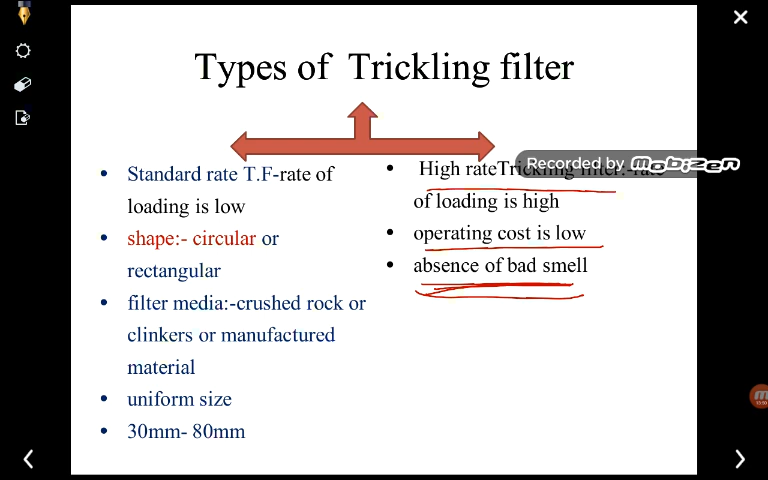 Types of Trickling filter
Standard rate T.F-rate of
loading is low
shape:- circular or
rectangular
filter media:-crushed rock or
clinkers or manufactured
material
uniform size
30mm- 80mm
High rateTrickling filter:-rate
of loading is high
operating cost is low
absence of bad smell
Recorded by mobizen